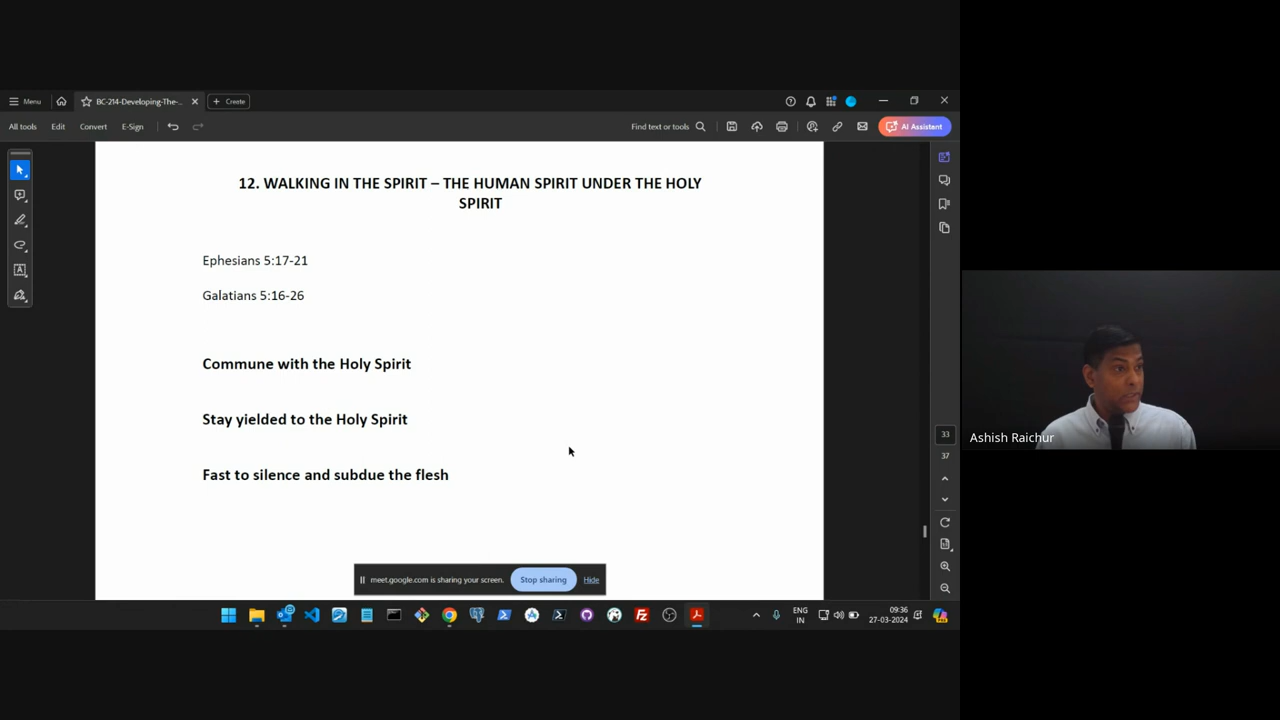 Menu
BC-214-Developing-The-...
Create
All tools
Edit
Convert
E-Sign
Find text or tools
AI Assistant
12. WALKING IN THE SPIRIT – THE HUMAN SPIRIT UNDER THE HOLY
SPIRIT
Ephesians 5:17-21
Galatians 5:16-26
Commune with the Holy Spirit
Stay yielded to the Holy Spirit
Fast to silence and subdue the flesh
33
37
Ashish Raichur
meet.google.com is sharing your screen.
Stop sharing
Hide
ENG
IN
09:36
27-03-2024